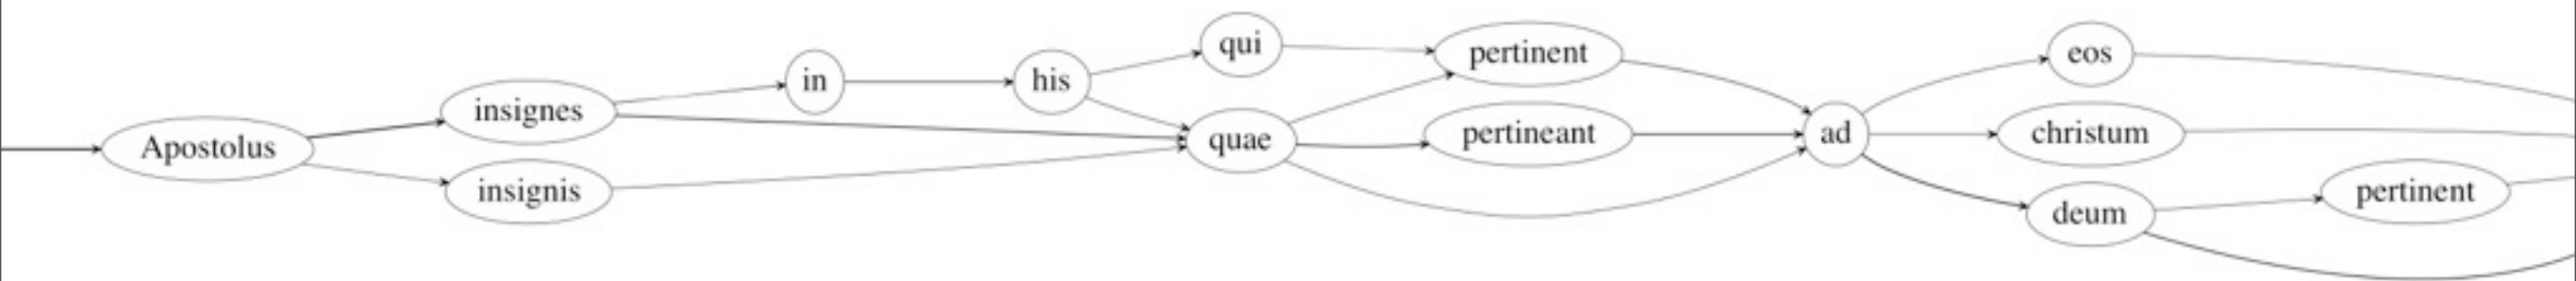 Apostolus
insignes
insignis
in
his
qui
quae
pertinent
pertineant
ad
eos
christum
deum
pertinent